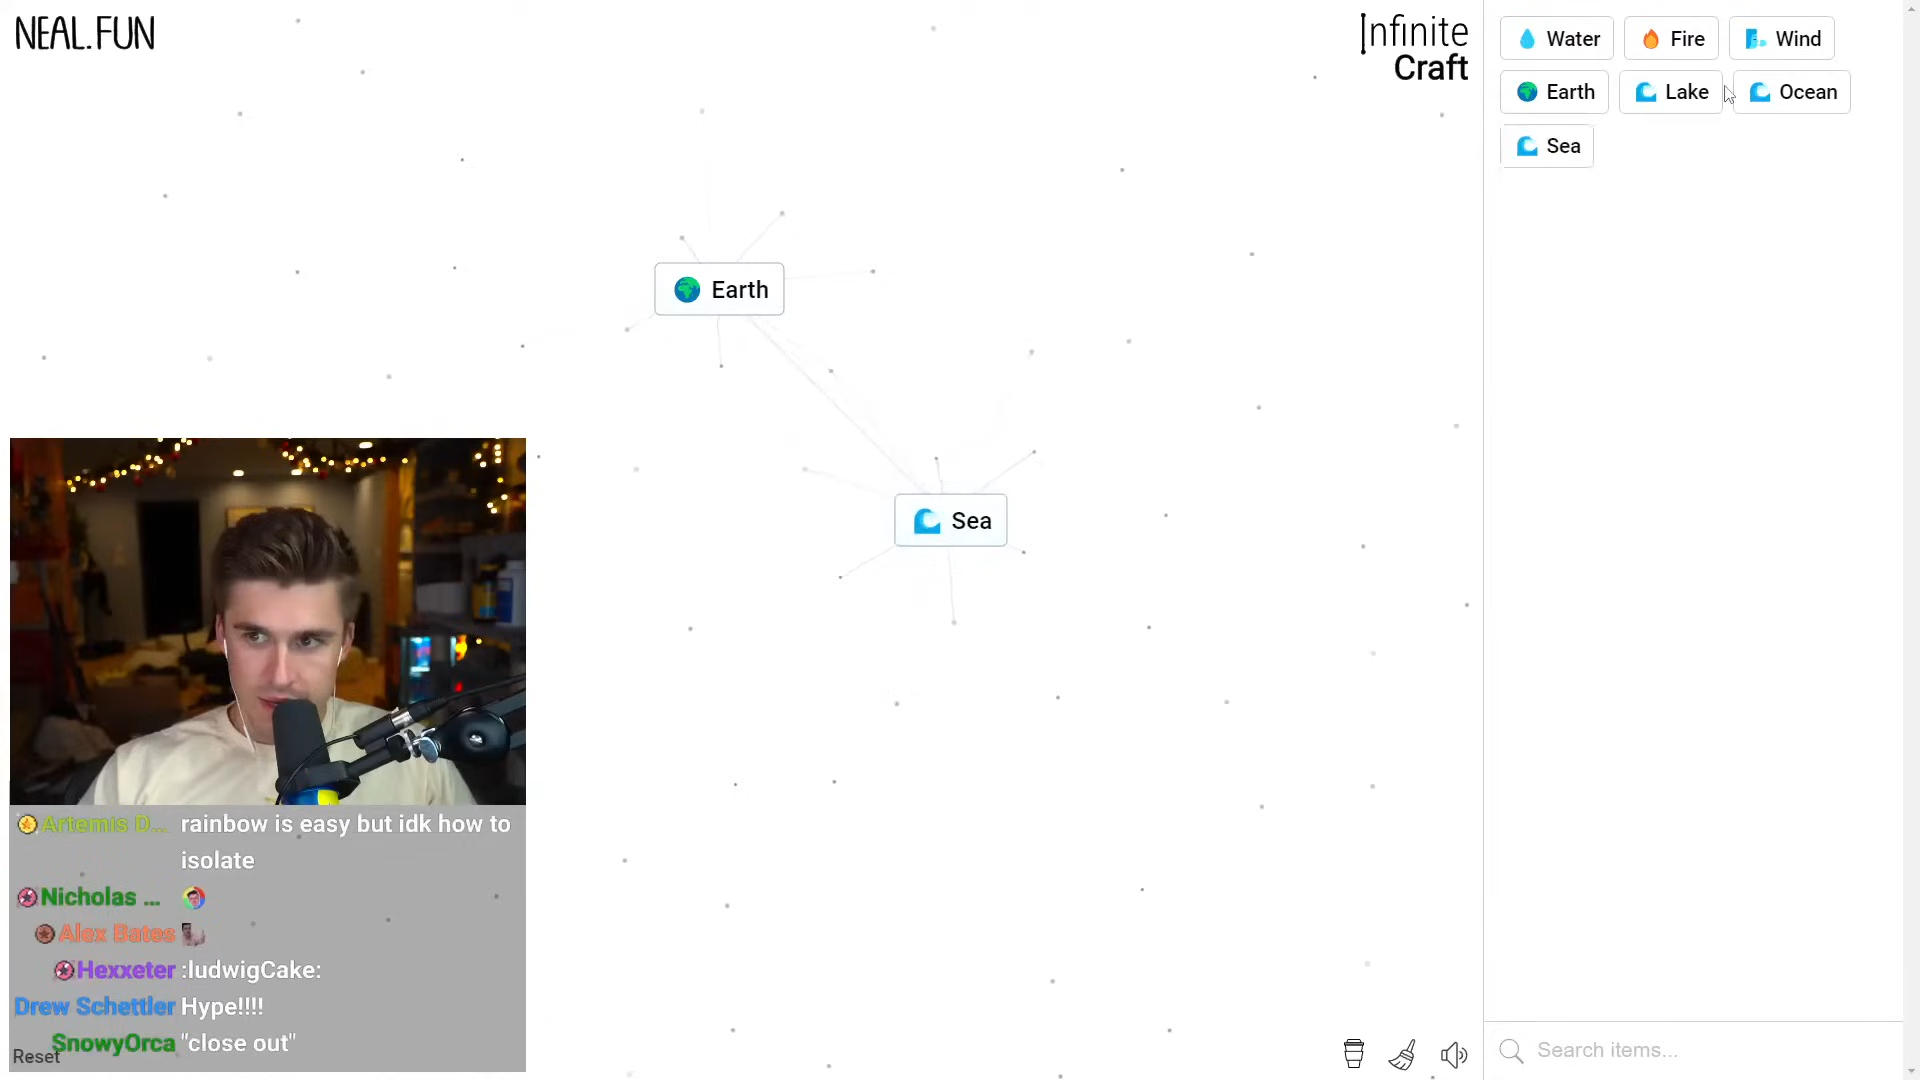 NEAL.FUN
Infinite
Craft
Water
Fire
Wind
Earth
Lake
Ocean
Sea
Earth
Sea
Artemis D... rainbow is easy but idk how to
isolate
Nicholas ...
Alex Bates
Hexxeter :ludwigCake:
Drew Schettler Hype!!!!
SnowyOrca "close out"
Reset
Search items...